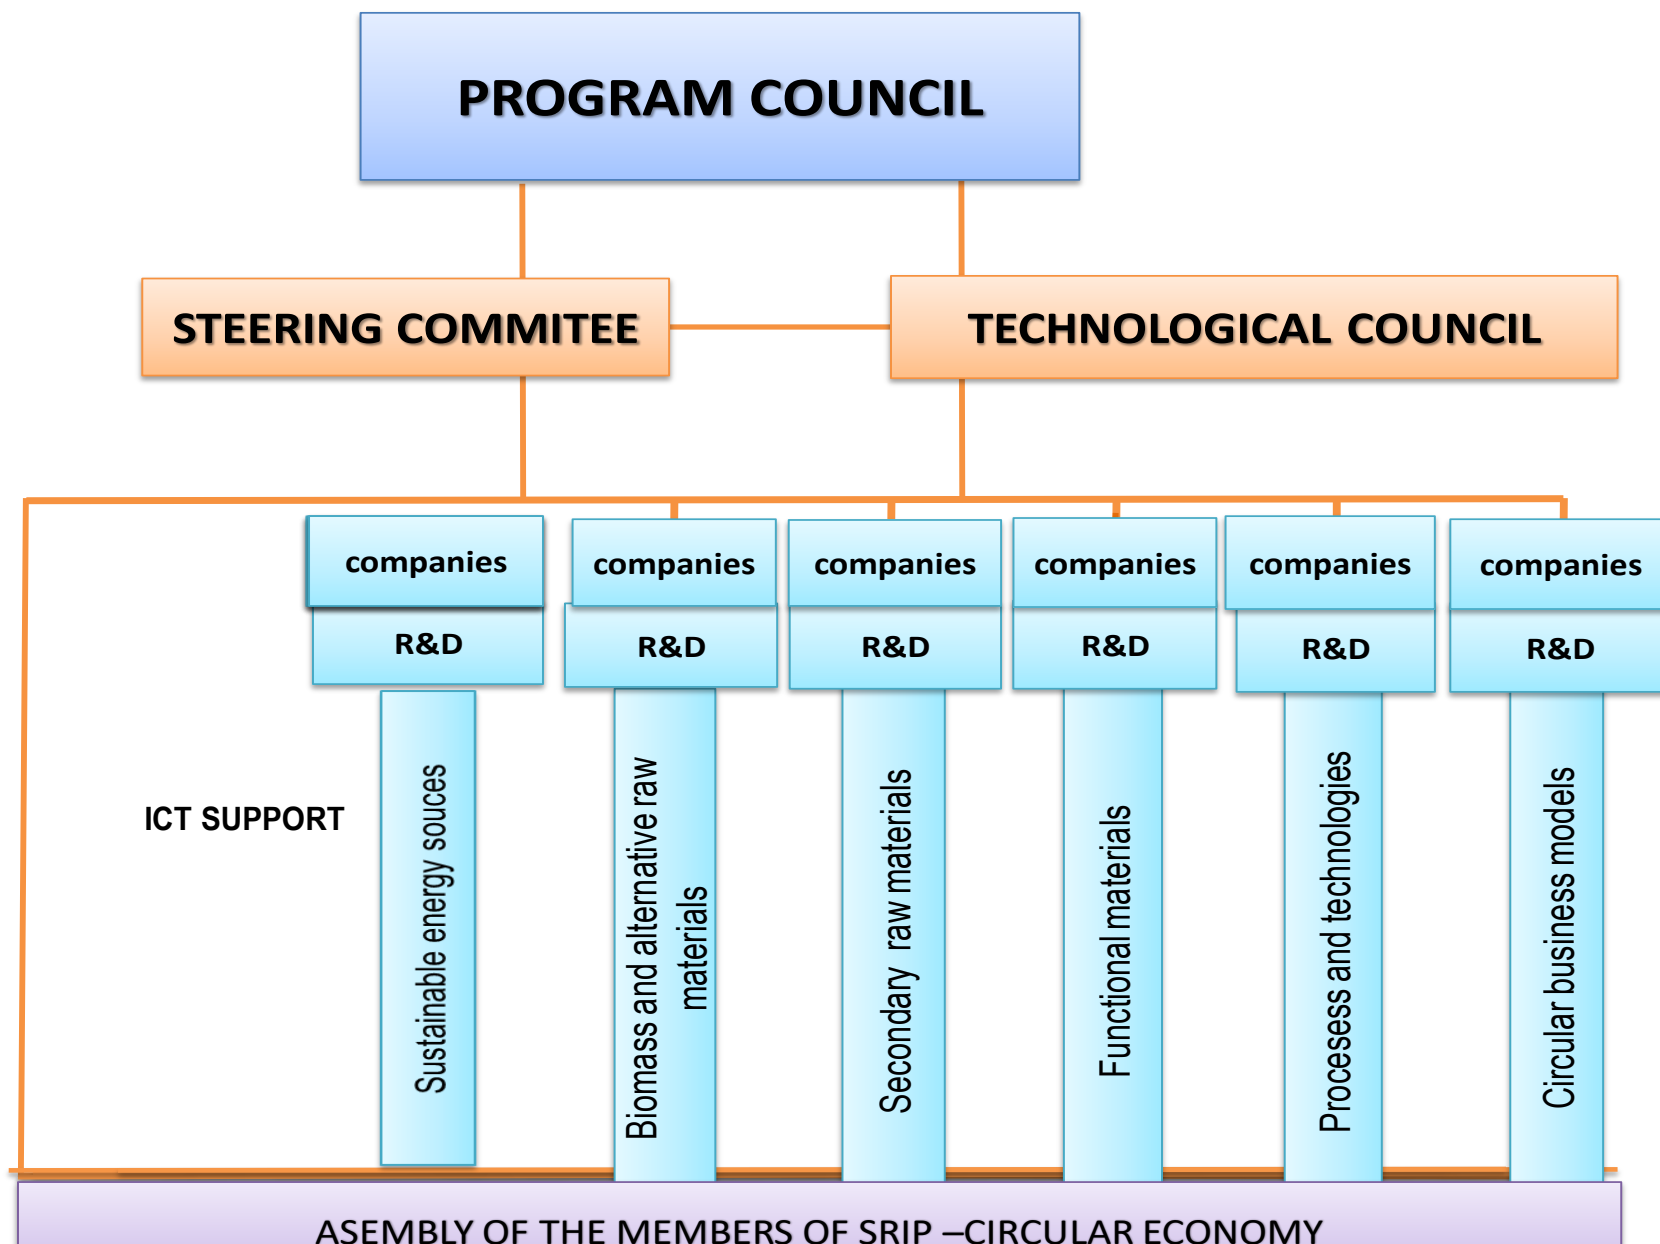 PROGRAM COUNCIL
STEERING COMMITEE
TECHNOLOGICAL COUNCIL
companies
companies
companies
companies
companies
companies
R&D
R&D
R&D
R&D
R&D
R&D
ICT SUPPORT
Sustainable energy souces
Biomass and alternative raw
materials
Secondary raw materials
Functional materials
Procesess and technologies
Circular business models
ASEMBLY OF THE MEMBERS OF SRIP –CIRCULAR ECONOMY